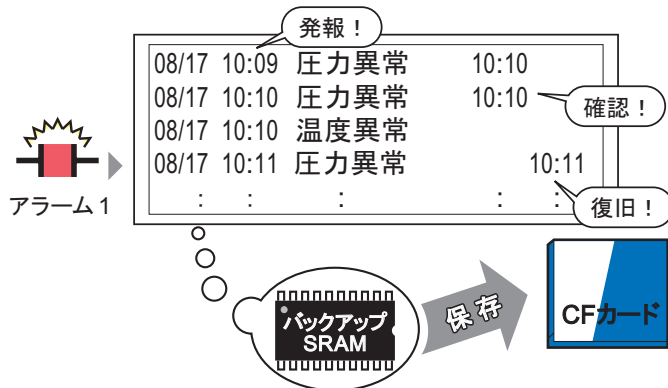 発報！
08/17 10:09 圧力異常 10:10
08/17 10:10 圧力異常 10:10
確認！
08/17 10:10 温度異常
08/17 10:11 圧力異常 10:11
: : : : :
復旧！
アラーム1
バックアップ
SRAM
保存
CFカード